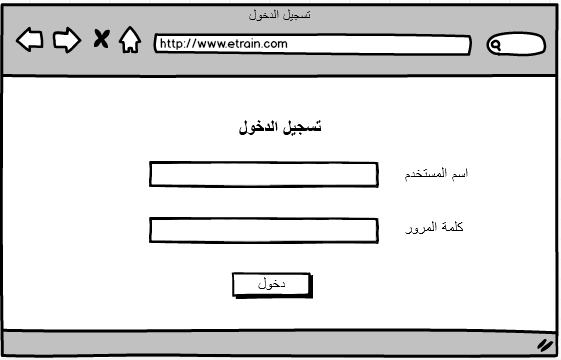 تسجيل الدخول
http://www.etrain.com
تسجيل الدخول
اسم المستخدم
كلمة المرور
دخول